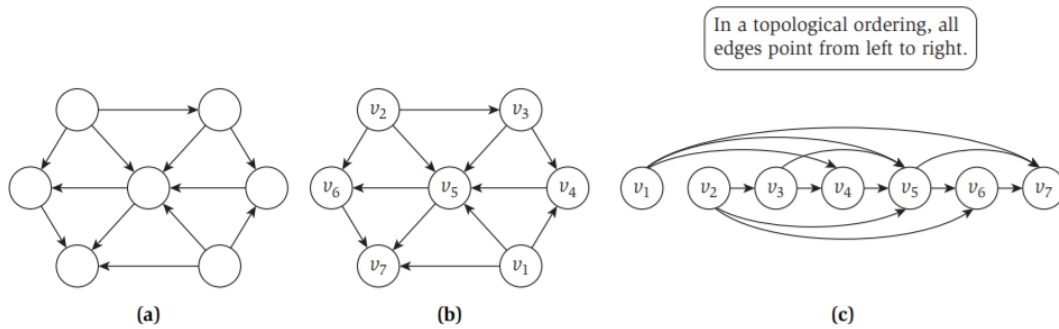 In a topological ordering, all
edges point from left to right.
v₂ v₃
v₆ v₅ v₄
v₇ v₁
v₁ v₂ v₃ v₄ v₅ v₆ v₇
(a) (b) (c)